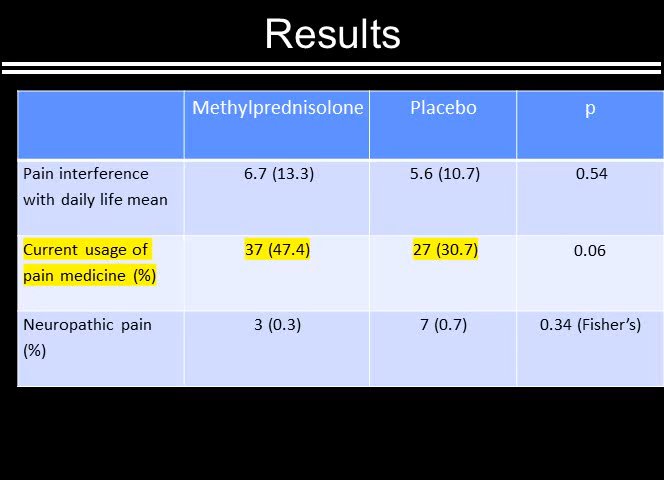 Results
Methylprednisolone Placebo p
Pain interference 6.7 (13.3) 5.6 (10.7) 0.54
with daily life mean
Current usage of 37 (47.4) 27 (30.7) 0.06
pain medicine (%)
Neuropathic pain 3 (0.3) 7 (0.7) 0.34 (Fisher’s)
(%)